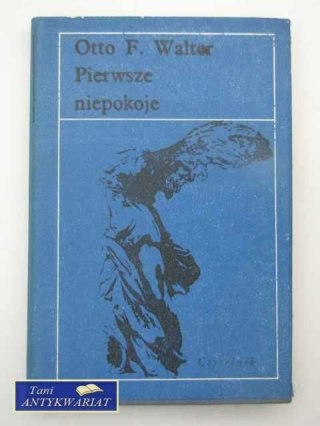 Otto F. Walter
Pierwsze
niepokoje
Czytelnik
Tani
ANTYKWARIAT